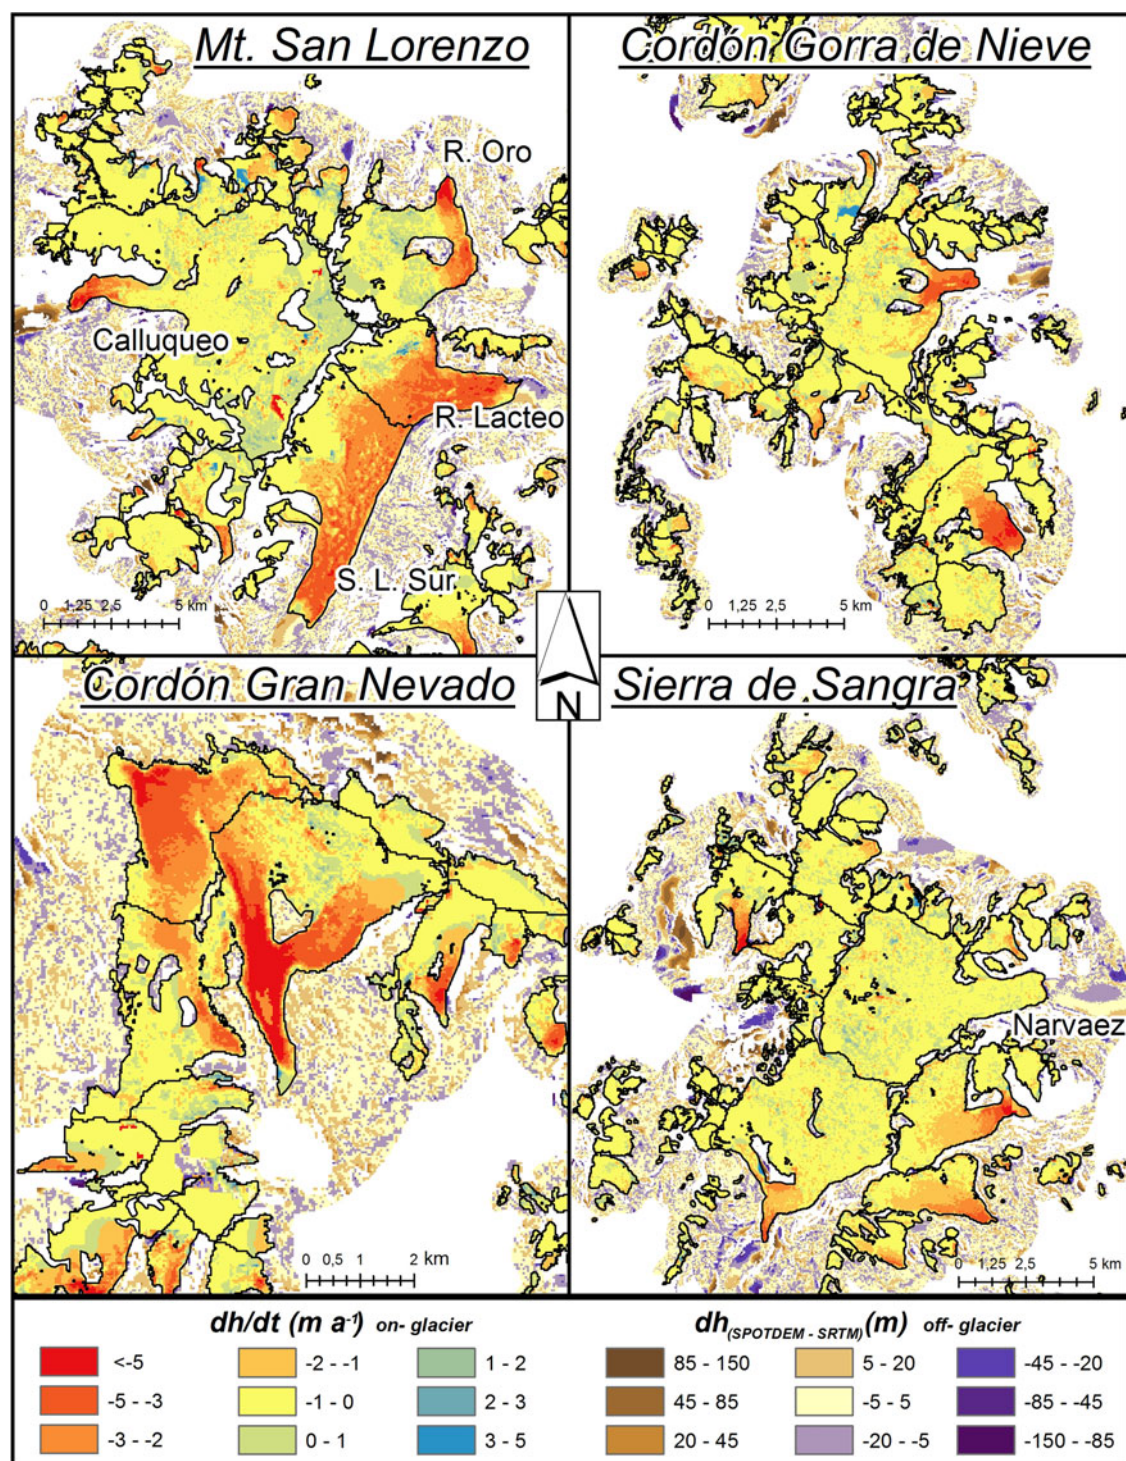 Mt. San Lorenzo
Cordón Gorra de Nieve
R. Oro
Calluqueo
R. Lacteo
S. L. Sur
0 1,25 2,5 5 km
0 1,25 2,5 5 km
N
Cordón Gran Nevado
Sierra de Sangra
Narvaez
0 0,5 1 2 km
0 1,25 2,5 5 km
dh/dt (m a⁻¹) on- glacier
dh(SPOTDEM - SRTM)(m) off- glacier
<-5
-2 - -1
1 - 2
85 - 150
5 - 20
-45 - -20
-5 - -3
-1 - 0
2 - 3
45 - 85
-5 - 5
-85 - -45
-3 - -2
0 - 1
3 - 5
20 - 45
-20 - -5
-150 - -85